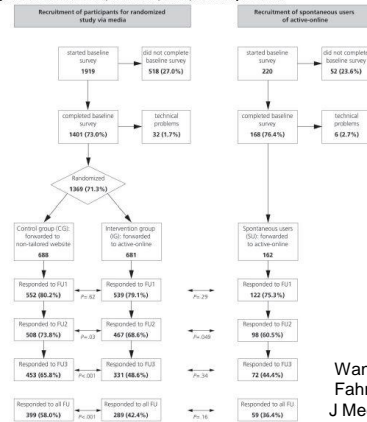 Recruitment of participants for randomized
study via media
Recruitment of spontaneous users
of active-online
started baseline
survey
1919
did not complete
baseline survey
518 (27.0%)
started baseline
survey
220
did not complete
baseline survey
52 (23.6%)
completed baseline
survey
1401 (73.0%)
technical
problems
32 (1.7%)
completed baseline
survey
168 (76.4%)
technical
problems
6 (2.7%)
Randomized
1369 (71.3%)
Control group (CG):
forwarded to
non-tailored website
688
Intervention group
(IG): forwarded
to active-online
681
Spontaneous users
(SU): forwarded
to active-online
162
Responded to FU1
552 (80.2%)
P=.62
Responded to FU1
539 (79.1%)
P=.29
Responded to FU1
122 (75.3%)
Responded to FU2
508 (73.8%)
P=.03
Responded to FU2
467 (68.6%)
P=.048
Responded to FU2
98 (60.5%)
Responded to FU3
453 (65.8%)
P<.001
Responded to FU3
331 (48.6%)
P=.34
Responded to FU3
72 (44.4%)
Responded to all FU
399 (58.0%)
P<.001
Responded to all FU
289 (42.4%)
P=.16
Responded to all FU
59 (36.4%)
Wan
Fahr
J Me